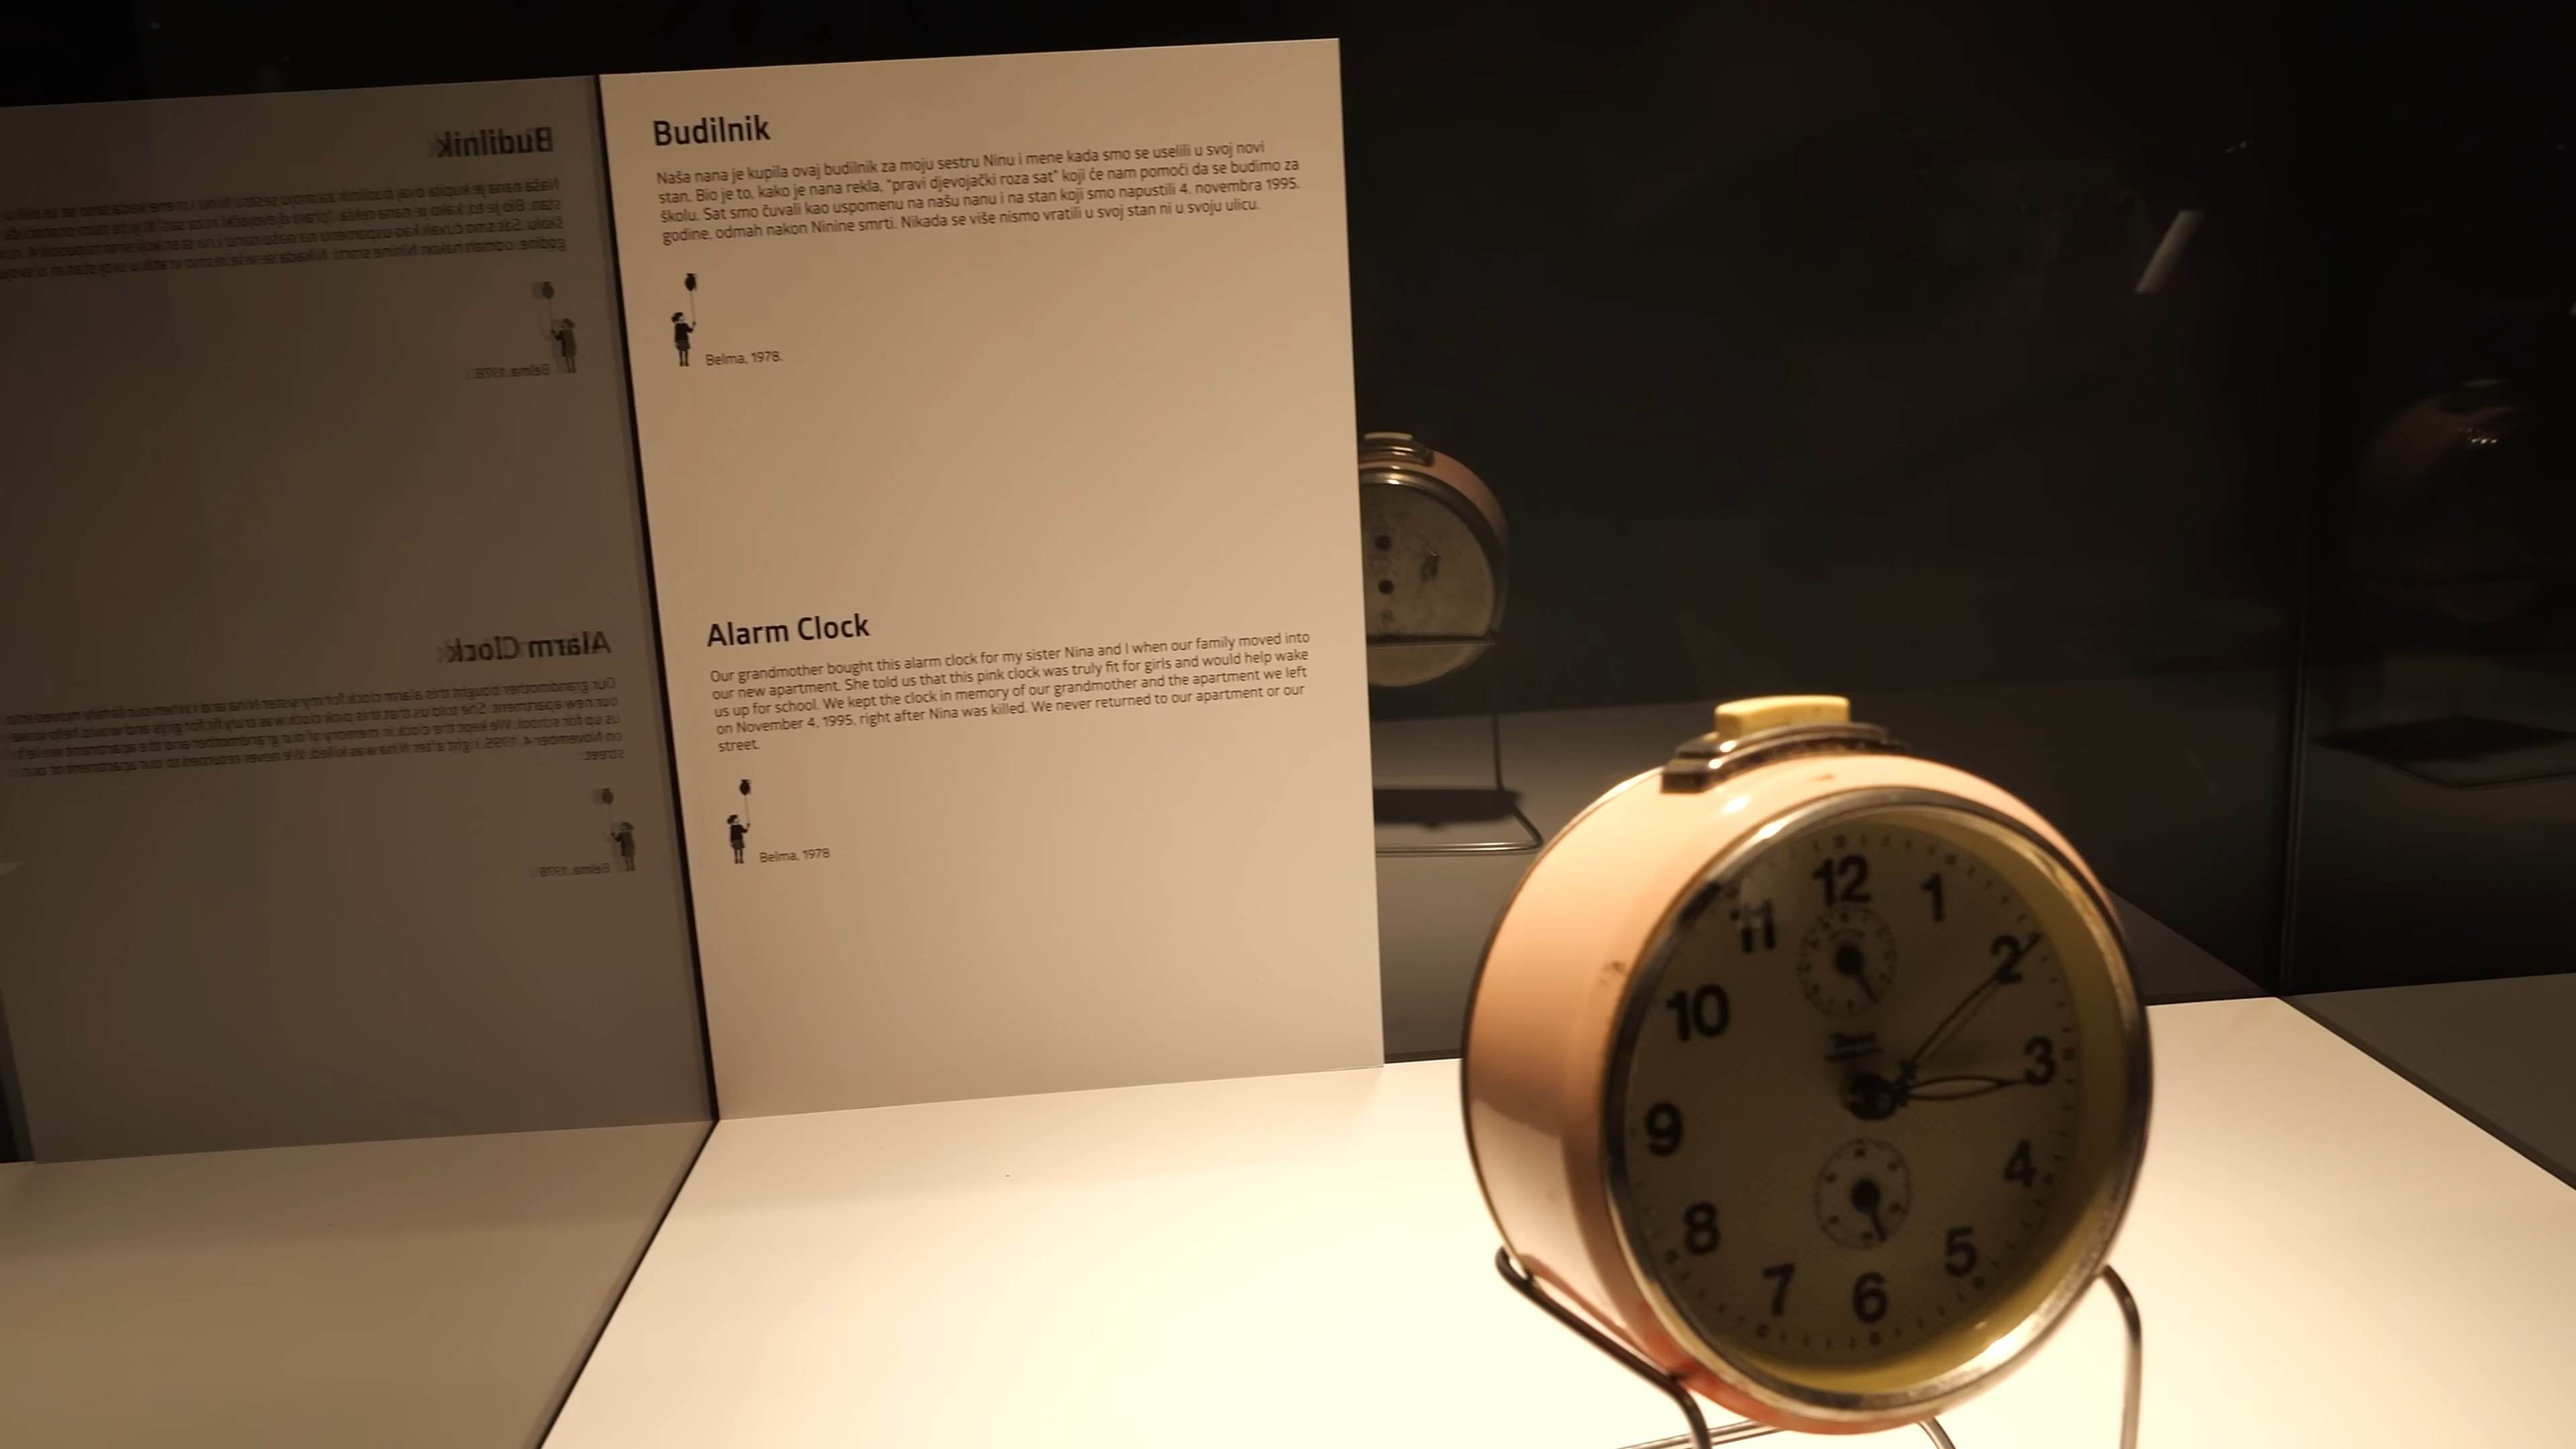 Budilnik
Naša nana je kupila ovaj budilnik za moju sestru Ninu i mene kada smo se uselili u svoj novi
stan. Bio je to, kako je nana rekla, "pravi djevojački roza sat" koji će nam pomoći da se budimo za
školu. Sat smo čuvali kao uspomenu na našu nanu i na stan koji smo napustili 4. novembra 1995.
godine, odmah nakon Ninine smrti. Nikada se više nismo vratili u svoj stan ni u svoju ulicu.
Belma, 1978.
Alarm Clock
Our grandmother bought this alarm clock for my sister Nina and I when our family moved into
our new apartment. She told us that this pink clock was truly fit for girls and would help wake
us up for school. We kept the clock in memory of our grandmother and the apartment we left
on November 4, 1995, right after Nina was killed. We never returned to our apartment or our
street.
Belma, 1978
12
1
2
3
4
5
6
7
8
9
10
11